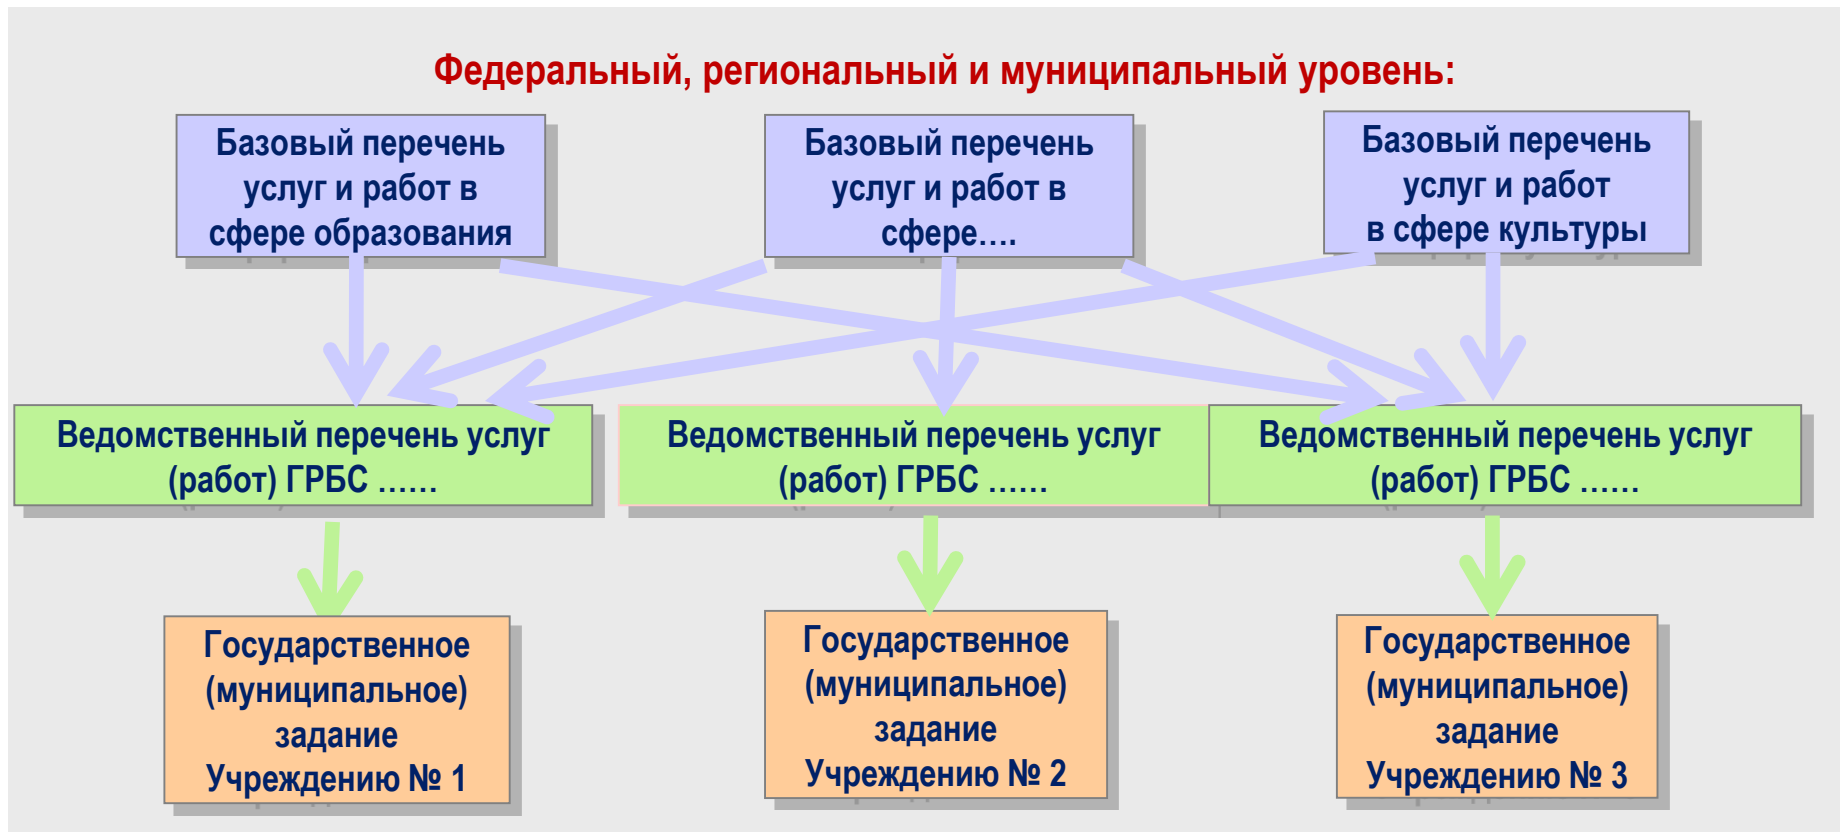 Федеральный, региональный и муниципальный уровень:
Базовый перечень
услуг и работ в
сфере образования
Базовый перечень
услуг и работ в
сфере….
Базовый перечень
услуг и работ
в сфере культуры
Ведомственный перечень услуг
(работ) ГРБС ……
Ведомственный перечень услуг
(работ) ГРБС ……
Ведомственный перечень услуг
(работ) ГРБС ……
Государственное
(муниципальное)
задание
Учреждению № 1
Государственное
(муниципальное)
задание
Учреждению № 2
Государственное
(муниципальное)
задание
Учреждению № 3